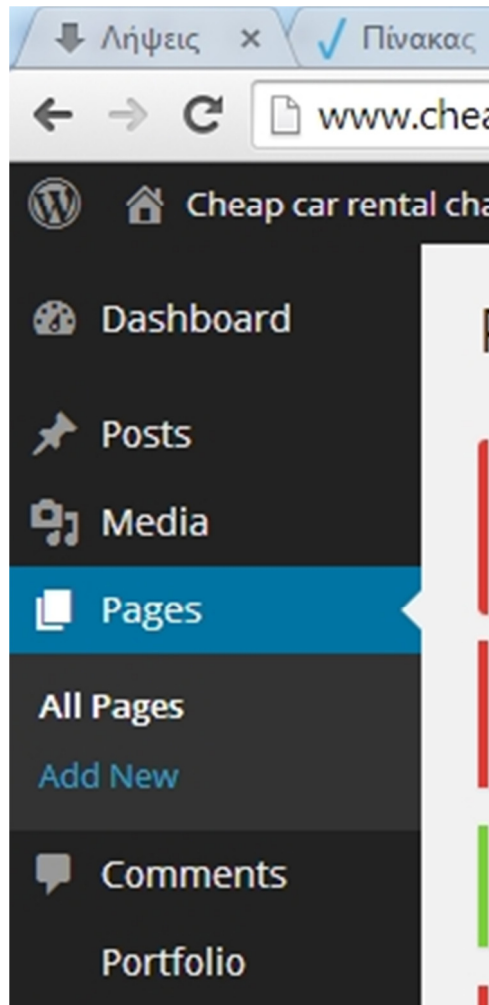 Λήψεις Πίνακας
www.chea
Cheap car rental cha
Dashboard
Posts
Media
Pages
All Pages
Add New
Comments
Portfolio